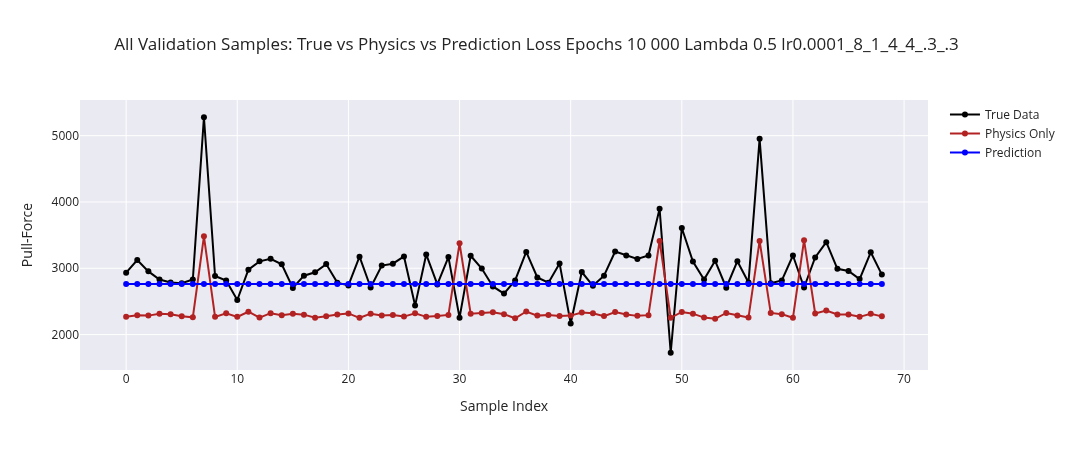 All Validation Samples: True vs Physics vs Prediction Loss Epochs 10 000 Lambda 0.5 lr0.0001_8_1_4_4_.3_.3
True Data
Physics Only
Prediction
Pull-Force
5000
4000
3000
2000
0 10 20 30 40 50 60 70
Sample Index